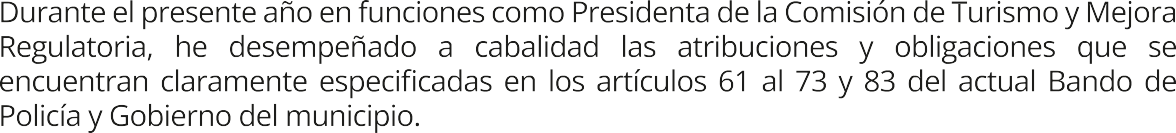 Durante el presente año en funciones como Presidenta de la Comisión de Turismo y Mejora
Regulatoria, he desempeñado a cabalidad las atribuciones y obligaciones que se
encuentran claramente especificadas en los artículos 61 al 73 y 83 del actual Bando de
Policía y Gobierno del municipio.